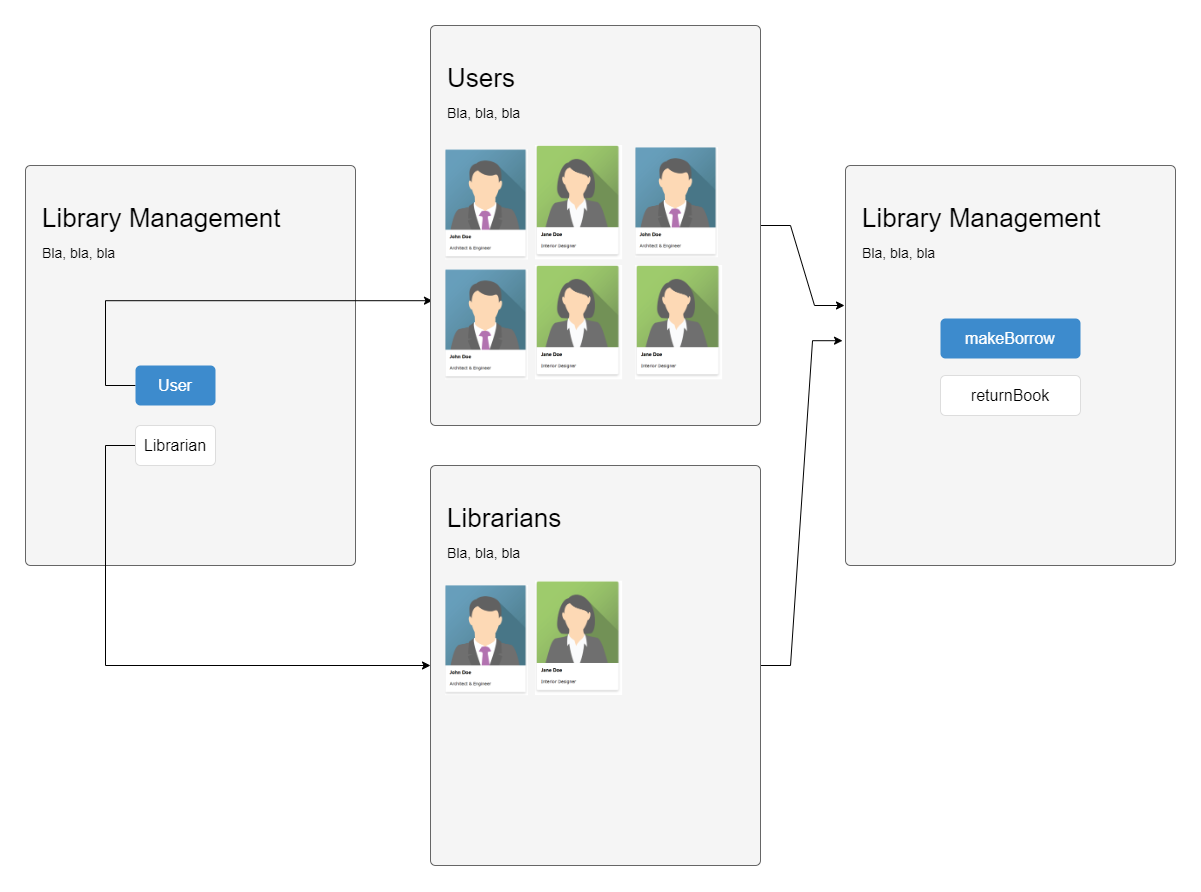 Library Management
Bla, bla, bla
User
Librarian
Users
Bla, bla, bla
John Doe
Architect & Engineer
Jane Doe
Interior Designer
John Doe
Architect & Engineer
John Doe
Architect & Engineer
Jane Doe
Interior Designer
Jane Doe
Interior Designer
Librarians
Bla, bla, bla
John Doe
Architect & Engineer
Jane Doe
Interior Designer
Library Management
Bla, bla, bla
makeBorrow
returnBook